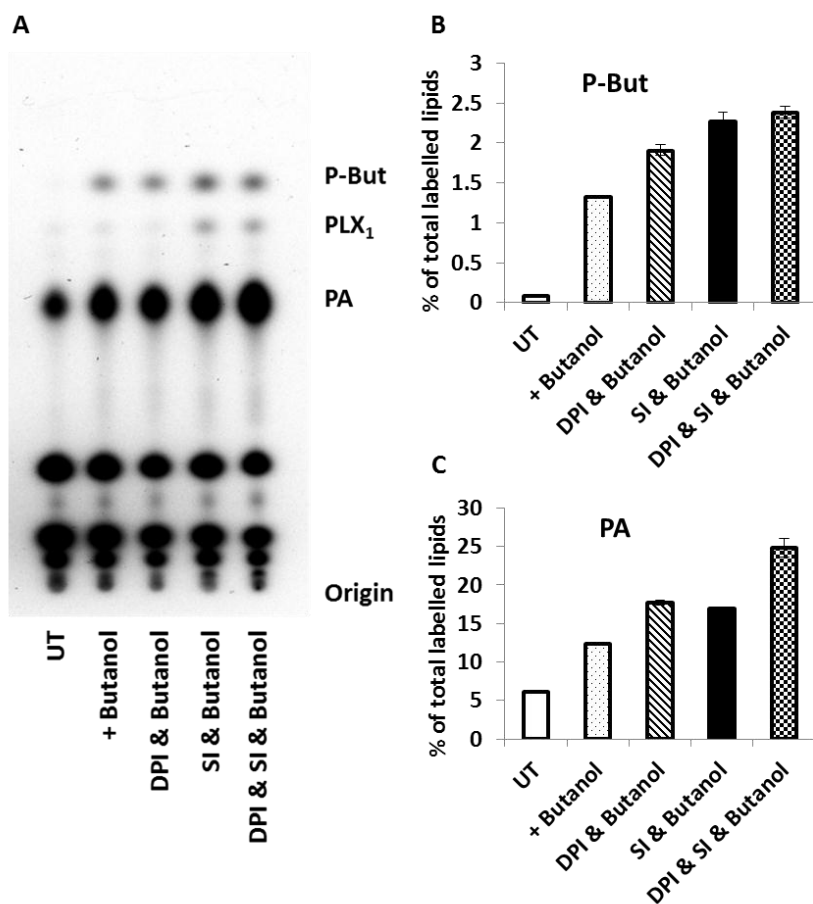 A
P-But
PLX₁
PA
Origin
UT
+ Butanol
DPI & Butanol
SI & Butanol
DPI & SI & Butanol
B
P-But
% of total labelled lipids
3
2.5
2
1.5
1
0.5
0
UT
+ Butanol
DPI & Butanol
SI & Butanol
DPI & SI & Butanol
C
PA
% of total labelled lipids
30
25
20
15
10
5
0
UT
+ Butanol
DPI & Butanol
SI & Butanol
DPI & SI & Butanol